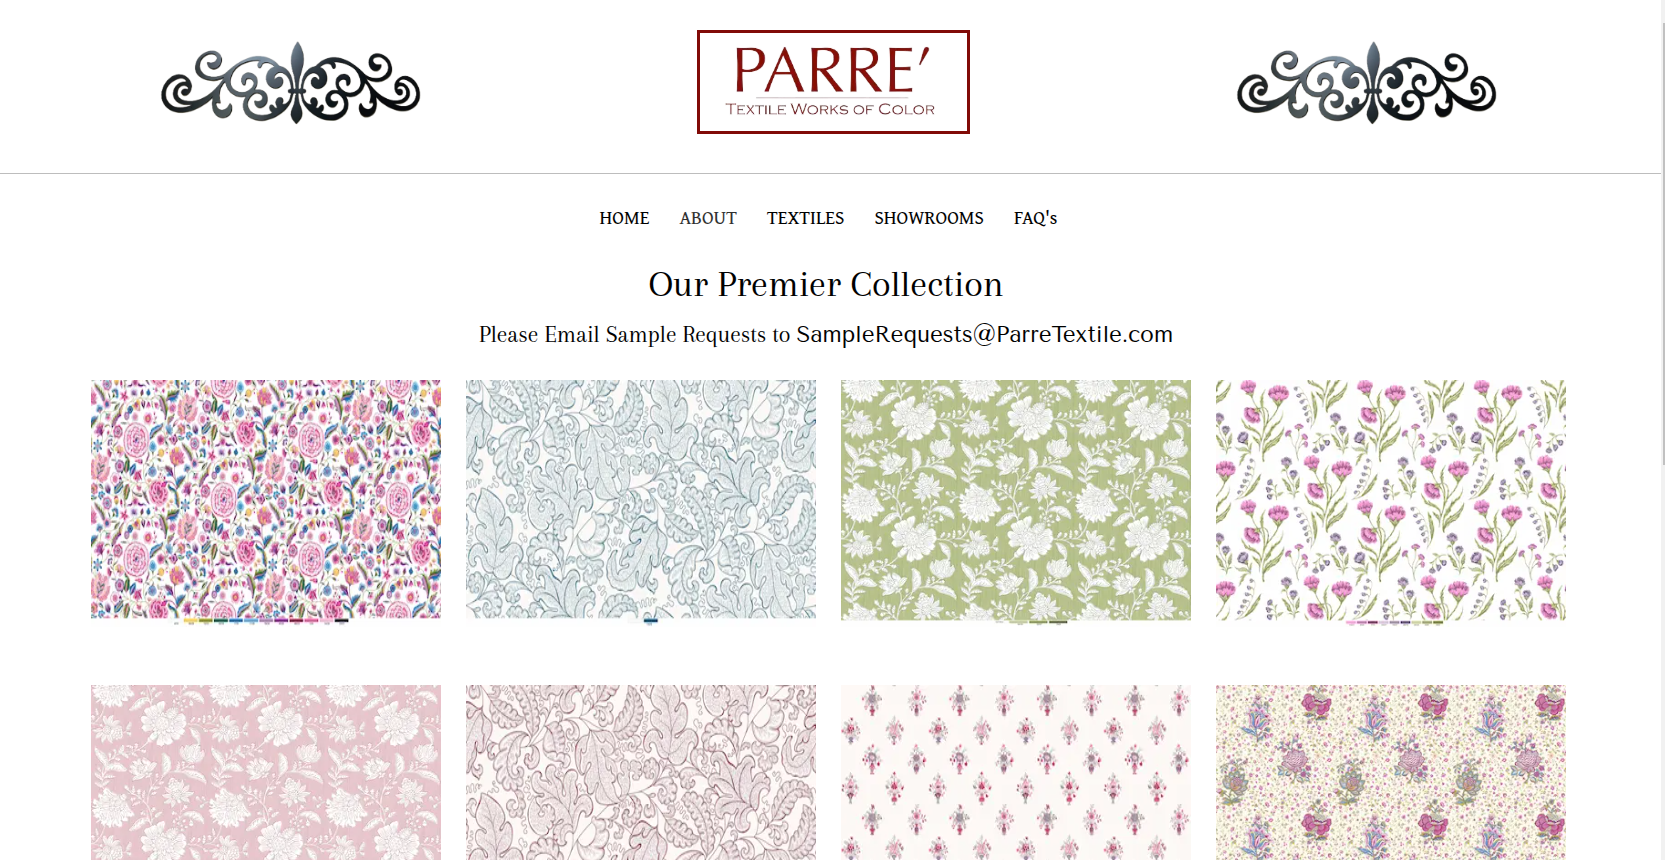 PARRE’
TEXTILE WORKS OF COLOR
HOME ABOUT TEXTILES SHOWROOMS FAQ's
Our Premier Collection
Please Email Sample Requests to SampleRequests@ParreTextile.com